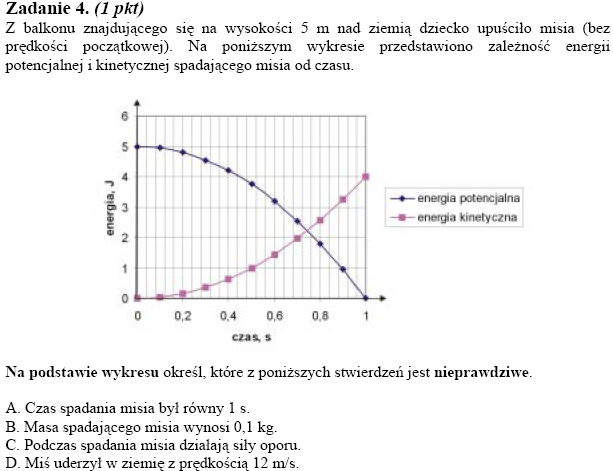 Zadanie 4. (1 pkt)
Z balkonu znajdującego się na wysokości 5 m nad ziemią dziecko upuściło misia (bez
prędkości początkowej). Na poniższym wykresie przedstawiono zależność energii
potencjalnej i kinetycznej spadającego misia od czasu.
6
5
4
3
2
1
0
energia, J
0 0,2 0,4 0,6 0,8 1
czas, s
energia potencjalna
energia kinetyczna
Na podstawie wykresu określ, które z poniższych stwierdzeń jest nieprawdziwe.
A. Czas spadania misia był równy 1 s.
B. Masa spadającego misia wynosi 0,1 kg.
C. Podczas spadania misia działają siły oporu.
D. Miś uderzył w ziemię z prędkością 12 m/s.